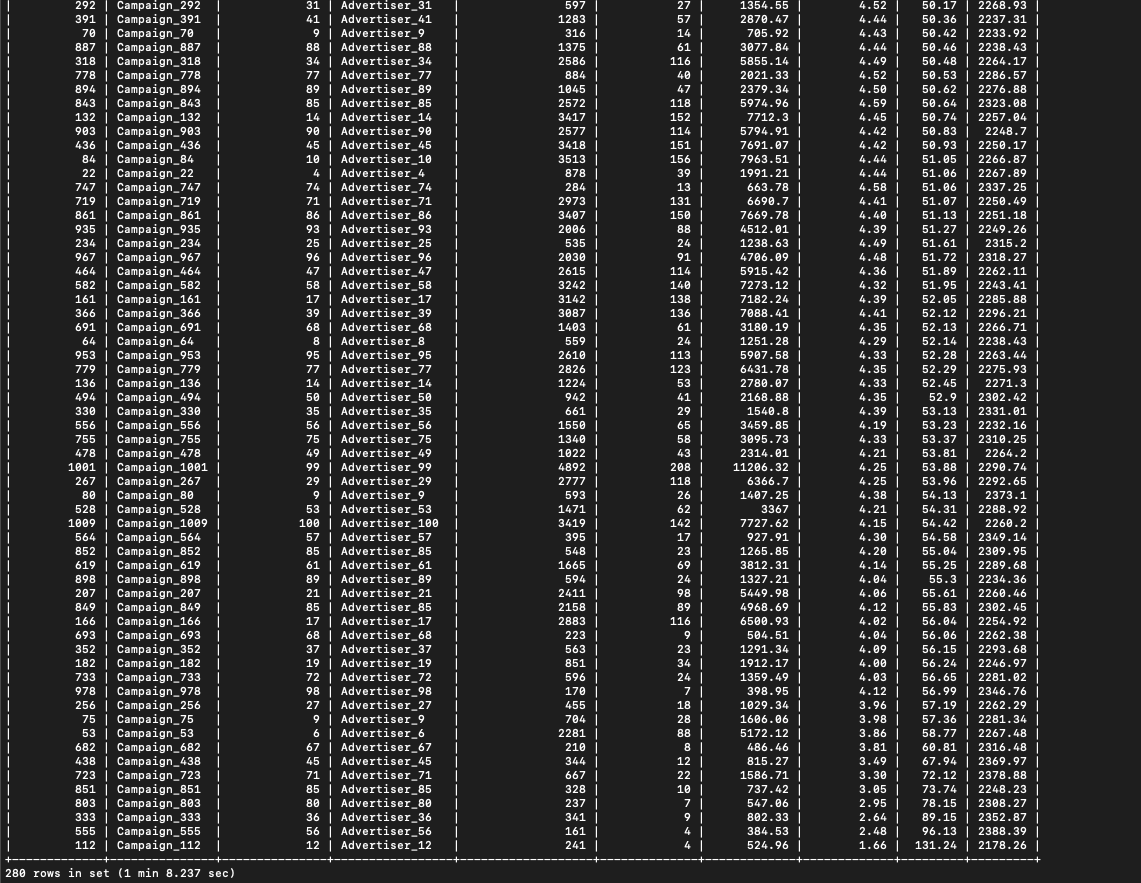 | 292 | Campaign_292 | 31 | Advertiser_31 | 597 | 27 | 1354.55 | 4.52 | 50.17 | 2268.93 |
| 391 | Campaign_391 | 41 | Advertiser_41 | 1283 | 57 | 2870.47 | 4.44 | 50.36 | 2237.31 |
| 70 | Campaign_70 | 9 | Advertiser_9 | 316 | 14 | 705.92 | 4.43 | 50.42 | 2233.92 |
| 887 | Campaign_887 | 88 | Advertiser_88 | 1375 | 61 | 3077.84 | 4.44 | 50.46 | 2238.43 |
| 318 | Campaign_318 | 34 | Advertiser_34 | 2586 | 116 | 5855.14 | 4.49 | 50.48 | 2264.17 |
| 778 | Campaign_778 | 77 | Advertiser_77 | 884 | 40 | 2021.33 | 4.52 | 50.53 | 2286.57 |
| 894 | Campaign_894 | 89 | Advertiser_89 | 1045 | 47 | 2379.34 | 4.50 | 50.62 | 2276.88 |
| 843 | Campaign_843 | 85 | Advertiser_85 | 2572 | 118 | 5974.96 | 4.59 | 50.64 | 2323.08 |
| 132 | Campaign_132 | 14 | Advertiser_14 | 3417 | 152 | 7712.3 | 4.45 | 50.74 | 2257.04 |
| 903 | Campaign_903 | 90 | Advertiser_90 | 2577 | 114 | 5794.91 | 4.42 | 50.83 | 2248.7 |
| 436 | Campaign_436 | 45 | Advertiser_45 | 3418 | 151 | 7691.07 | 4.42 | 50.93 | 2250.17 |
| 84 | Campaign_84 | 10 | Advertiser_10 | 3513 | 156 | 7963.51 | 4.44 | 51.05 | 2266.87 |
| 22 | Campaign_22 | 4 | Advertiser_4 | 878 | 39 | 1991.21 | 4.44 | 51.06 | 2267.89 |
| 747 | Campaign_747 | 74 | Advertiser_74 | 284 | 13 | 663.78 | 4.58 | 51.06 | 2337.25 |
| 719 | Campaign_719 | 71 | Advertiser_71 | 2973 | 131 | 6690.7 | 4.41 | 51.07 | 2250.49 |
| 861 | Campaign_861 | 86 | Advertiser_86 | 3407 | 150 | 7669.78 | 4.40 | 51.13 | 2251.18 |
| 935 | Campaign_935 | 93 | Advertiser_93 | 2006 | 88 | 4512.01 | 4.39 | 51.27 | 2249.26 |
| 234 | Campaign_234 | 25 | Advertiser_25 | 535 | 24 | 1238.63 | 4.49 | 51.61 | 2315.2 |
| 967 | Campaign_967 | 96 | Advertiser_96 | 2030 | 91 | 4706.09 | 4.48 | 51.72 | 2318.27 |
| 464 | Campaign_464 | 47 | Advertiser_47 | 2615 | 114 | 5915.42 | 4.36 | 51.89 | 2262.11 |
| 582 | Campaign_582 | 58 | Advertiser_58 | 3242 | 140 | 7273.12 | 4.32 | 51.95 | 2243.41 |
| 161 | Campaign_161 | 17 | Advertiser_17 | 3142 | 138 | 7182.24 | 4.39 | 52.05 | 2285.88 |
| 366 | Campaign_366 | 39 | Advertiser_39 | 3087 | 136 | 7088.41 | 4.41 | 52.12 | 2296.21 |
| 691 | Campaign_691 | 68 | Advertiser_68 | 1403 | 61 | 3180.19 | 4.35 | 52.13 | 2266.71 |
| 64 | Campaign_64 | 8 | Advertiser_8 | 559 | 24 | 1251.28 | 4.29 | 52.14 | 2238.43 |
| 953 | Campaign_953 | 95 | Advertiser_95 | 2610 | 113 | 5907.58 | 4.33 | 52.28 | 2263.44 |
| 779 | Campaign_779 | 77 | Advertiser_77 | 2826 | 123 | 6431.78 | 4.35 | 52.29 | 2275.93 |
| 136 | Campaign_136 | 14 | Advertiser_14 | 1224 | 53 | 2780.07 | 4.33 | 52.45 | 2271.3 |
| 494 | Campaign_494 | 50 | Advertiser_50 | 942 | 41 | 2168.88 | 4.35 | 52.9 | 2302.42 |
| 330 | Campaign_330 | 35 | Advertiser_35 | 661 | 29 | 1540.8 | 4.39 | 53.13 | 2331.01 |
| 556 | Campaign_556 | 56 | Advertiser_56 | 1550 | 65 | 3459.85 | 4.19 | 53.23 | 2232.16 |
| 755 | Campaign_755 | 75 | Advertiser_75 | 1340 | 58 | 3095.73 | 4.33 | 53.37 | 2310.25 |
| 478 | Campaign_478 | 49 | Advertiser_49 | 1022 | 43 | 2314.01 | 4.21 | 53.81 | 2264.2 |
| 1001 | Campaign_1001 | 99 | Advertiser_99 | 4892 | 208 | 11206.32 | 4.25 | 53.88 | 2290.74 |
| 267 | Campaign_267 | 29 | Advertiser_29 | 2777 | 118 | 6366.7 | 4.25 | 53.96 | 2292.65 |
| 80 | Campaign_80 | 9 | Advertiser_9 | 593 | 26 | 1407.25 | 4.38 | 54.13 | 2373.1 |
| 528 | Campaign_528 | 53 | Advertiser_53 | 1471 | 62 | 3367 | 4.21 | 54.31 | 2288.92 |
| 1009 | Campaign_1009 | 100 | Advertiser_100 | 3419 | 142 | 7727.62 | 4.15 | 54.42 | 2260.2 |
| 564 | Campaign_564 | 57 | Advertiser_57 | 395 | 17 | 927.91 | 4.30 | 54.58 | 2349.14 |
| 852 | Campaign_852 | 85 | Advertiser_85 | 548 | 23 | 1265.85 | 4.20 | 55.04 | 2309.95 |
| 619 | Campaign_619 | 61 | Advertiser_61 | 1665 | 69 | 3812.31 | 4.14 | 55.25 | 2289.68 |
| 898 | Campaign_898 | 89 | Advertiser_89 | 594 | 24 | 1327.21 | 4.04 | 55.3 | 2234.36 |
| 207 | Campaign_207 | 21 | Advertiser_21 | 2411 | 98 | 5449.98 | 4.06 | 55.61 | 2260.46 |
| 849 | Campaign_849 | 85 | Advertiser_85 | 2158 | 89 | 4968.69 | 4.12 | 55.83 | 2302.45 |
| 166 | Campaign_166 | 17 | Advertiser_17 | 2883 | 116 | 6500.93 | 4.02 | 56.04 | 2254.92 |
| 693 | Campaign_693 | 68 | Advertiser_68 | 223 | 9 | 504.51 | 4.04 | 56.06 | 2262.38 |
| 352 | Campaign_352 | 37 | Advertiser_37 | 563 | 23 | 1291.34 | 4.09 | 56.15 | 2293.68 |
| 182 | Campaign_182 | 19 | Advertiser_19 | 851 | 34 | 1912.17 | 4.00 | 56.24 | 2246.97 |
| 733 | Campaign_733 | 72 | Advertiser_72 | 596 | 24 | 1359.49 | 4.03 | 56.65 | 2281.02 |
| 978 | Campaign_978 | 98 | Advertiser_98 | 170 | 7 | 398.95 | 4.12 | 56.99 | 2346.76 |
| 256 | Campaign_256 | 27 | Advertiser_27 | 455 | 18 | 1029.34 | 3.96 | 57.19 | 2262.29 |
| 75 | Campaign_75 | 9 | Advertiser_9 | 704 | 28 | 1606.06 | 3.98 | 57.36 | 2281.34 |
| 53 | Campaign_53 | 6 | Advertiser_6 | 2281 | 88 | 5172.12 | 3.86 | 58.77 | 2267.48 |
| 682 | Campaign_682 | 67 | Advertiser_67 | 210 | 8 | 486.46 | 3.81 | 60.81 | 2316.48 |
| 438 | Campaign_438 | 45 | Advertiser_45 | 344 | 12 | 815.27 | 3.49 | 67.94 | 2369.97 |
| 723 | Campaign_723 | 71 | Advertiser_71 | 667 | 22 | 1586.71 | 3.30 | 72.12 | 2378.88 |
| 851 | Campaign_851 | 85 | Advertiser_85 | 328 | 10 | 737.42 | 3.05 | 73.74 | 2248.23 |
| 803 | Campaign_803 | 80 | Advertiser_80 | 237 | 7 | 547.06 | 2.95 | 78.15 | 2308.27 |
| 333 | Campaign_333 | 36 | Advertiser_36 | 341 | 9 | 802.33 | 2.64 | 89.15 | 2352.87 |
| 555 | Campaign_555 | 56 | Advertiser_56 | 161 | 4 | 384.53 | 2.48 | 96.13 | 2388.39 |
| 112 | Campaign_112 | 12 | Advertiser_12 | 241 | 4 | 524.96 | 1.66 | 131.24 | 2178.26 |
280 rows in set (1 min 8.237 sec)